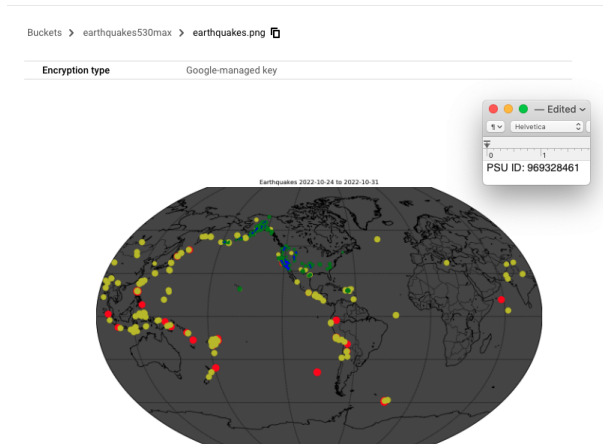 Buckets > earthquakes530max > earthquakes.png
Encryption type Google-managed key
— Edited
¶ Helvetica
0 1
PSU ID: 969328461
Earthquakes 2022-10-24 to 2022-10-31